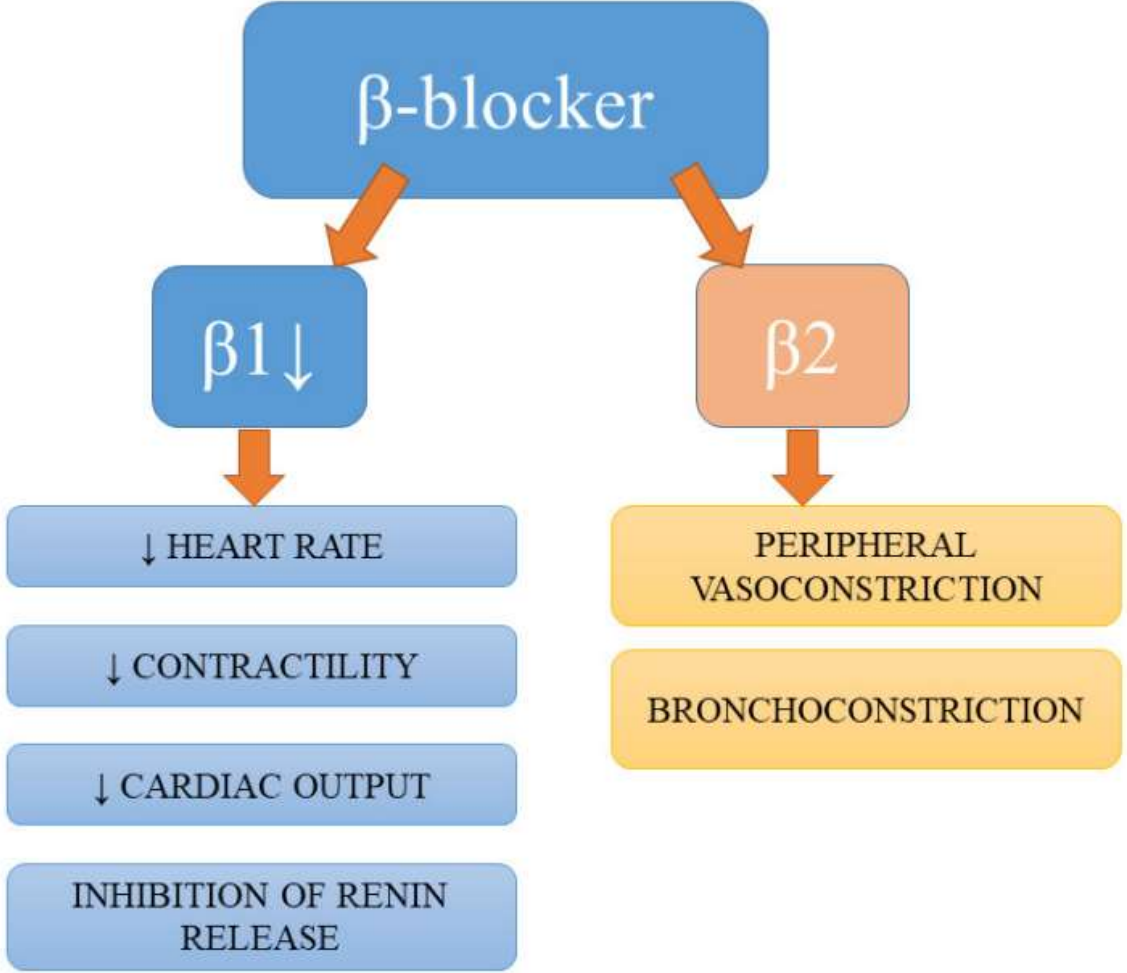 β-blocker
β1↓
β2
↓ HEART RATE
↓ CONTRACTILITY
↓ CARDIAC OUTPUT
INHIBITION OF RENIN
RELEASE
PERIPHERAL
VASOCONSTRICTION
BRONCHOCONSTRICTION